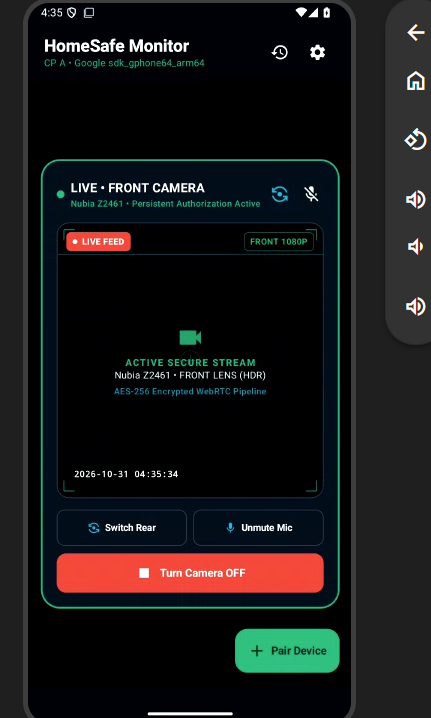 4:35
HomeSafe Monitor
CP A • Google sdk_gphone64_arm64
LIVE • FRONT CAMERA
Nubia Z2461 • Persistent Authorization Active
LIVE FEED
FRONT 1080P
ACTIVE SECURE STREAM
Nubia Z2461 • FRONT LENS (HDR)
AES-256 Encrypted WebRTC Pipeline
2026-10-31 04:35:34
Switch Rear
Unmute Mic
Turn Camera OFF
Pair Device